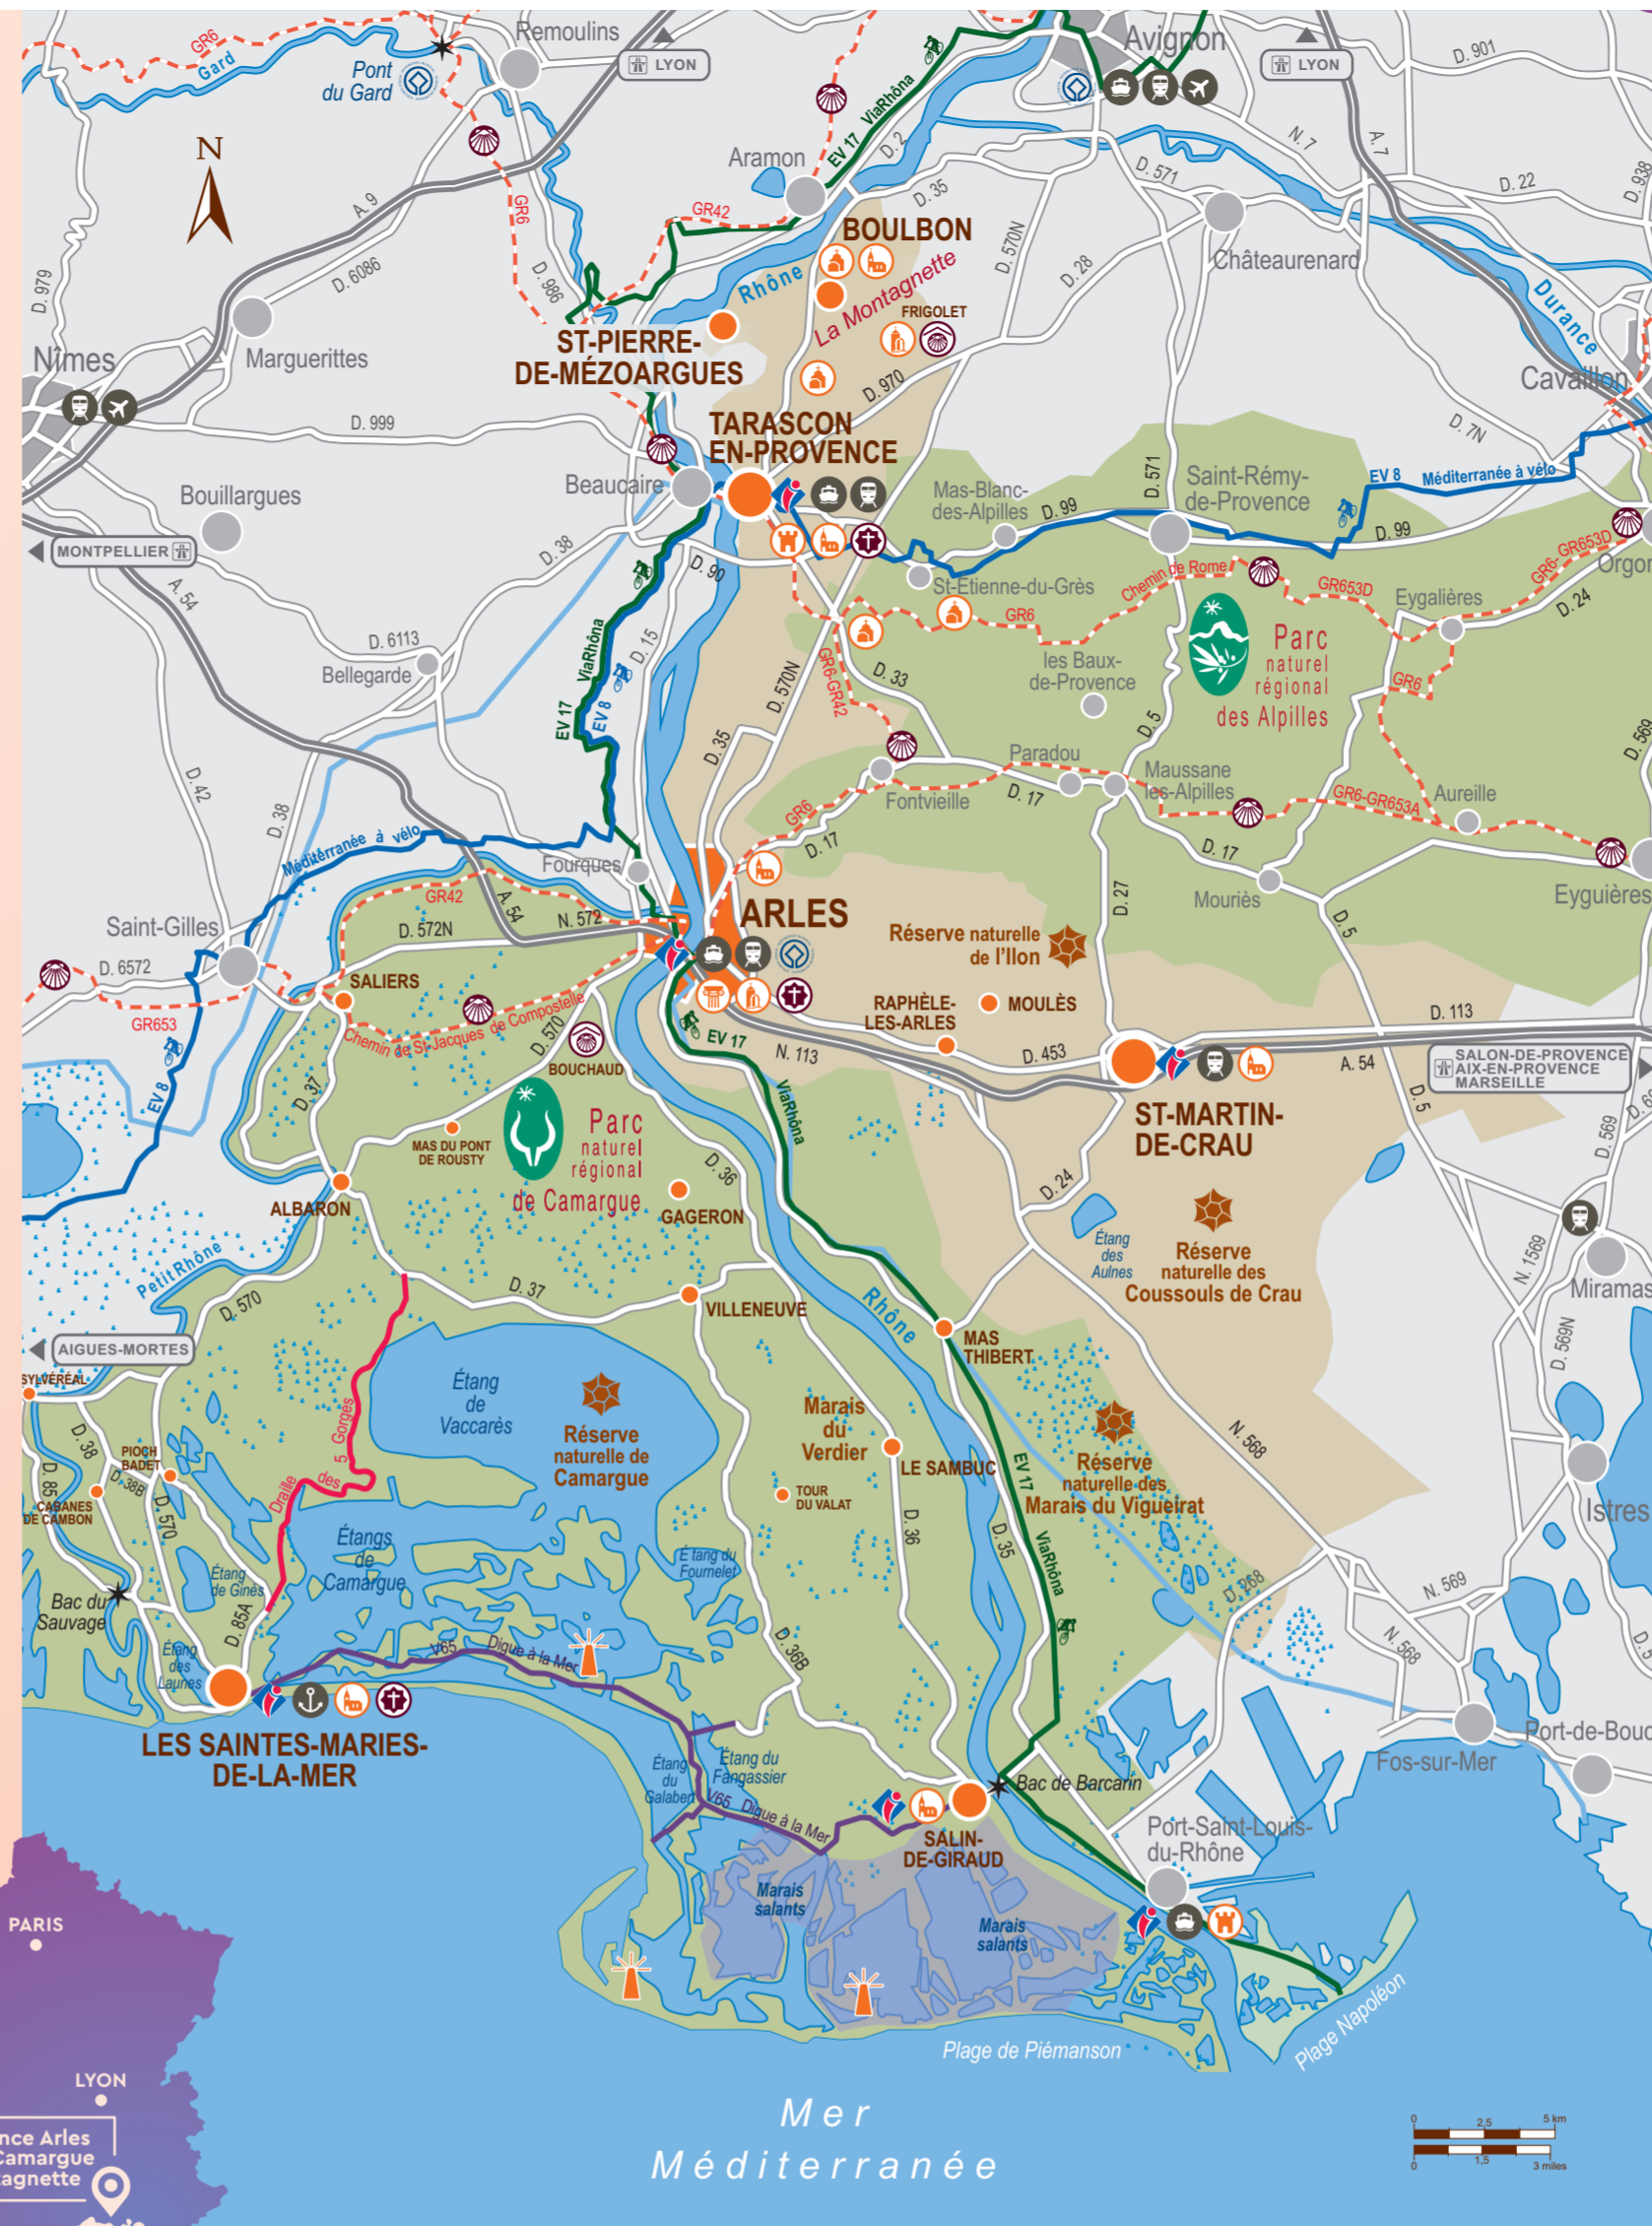 Remoulins
GR6
Gard
Pont
du Gard
LYON
Avignon
LYON
D. 901
N
A. 9
D. 6086
D. 979
GR6
D. 986
Aramon
EV 17 ViaRhôna
D. 2
D. 35
N. 7
A. 7
D. 571
D. 22
D. 938
GR42
BOULBON
La Montagnette
Rhône
FRIGOLET
D. 570N
D. 28
Châteaurenard
Durance
Cavaillon
Nîmes
Marguerittes
ST-PIERRE-
DE-MÉZOARGUES
D. 970
D. 999
TARASCON
EN-PROVENCE
D. 7N
Beaucaire
Bouillargues
MONTPELLIER
D. 38
D. 90
Mas-Blanc-
des-Alpilles
D. 99
D. 571
Saint-Rémy-
de-Provence
EV 8 Méditerranée à vélo
D. 99
St-Etienne-du-Grès
Chemin de Rome
GR653D
GR6-GR653D
Orgon
D. 24
Eygalières
GR6
A. 54
D. 6113
Bellegarde
ViaRhôna
EV 17
EV 8
D. 15
D. 570N
GR6-GR42
D. 33
les Baux-
de-Provence
Parc
naturel
régional
des Alpilles
GR6
D. 35
D. 5
D. 569
D. 42
D. 38
Paradou
Fontvieille
D. 17
Maussane
les-Alpilles
GR6-GR653A
Aureille
GR6
D. 17
Méditerranée à vélo
Fourques
D. 17
Mouriès
D. 27
D. 5
Eyguières
Saint-Gilles
GR42
A. 54
N. 572
D. 572N
ARLES
Réserve naturelle
de l'Ilon
D. 6572
GR653
SALIERS
Chemin de St-Jacques de Compostelle
D. 570
BOUCHAUD
RAPHÈLE-
LES-ARLES
MOULÈS
EV 17
N. 113
D. 453
D. 113
A. 54
SALON-DE-PROVENCE
AIX-EN-PROVENCE
MARSEILLE
EV 8
D. 37
MAS DU PONT
DE ROUSTY
Parc
naturel
régional
de Camargue
ViaRhôna
ST-MARTIN-
DE-CRAU
D. 5
D. 569
D. 36
D. 24
ALBARON
GAGERON
Étang
des
Aulnes
Réserve
naturelle des
Coussouls de Crau
N. 1569
Miramas
Petit Rhône
D. 570
D. 37
VILLENEUVE
Rhône
MAS
THIBERT
D. 569N
AIGUES-MORTES
SYLVÉRÉAL
Étang
de
Vaccarès
Réserve
naturelle de
Camargue
Marais
du
Verdier
LE SAMBUC
EV 17
Réserve
naturelle des
Marais du Vigueirat
N. 568
Istres
D. 38
PIOCH
BADET
D. 38B
D. 85
CABANES
DE CAMBON
D. 570
Draille des 5 Gorges
TOUR
DU VALAT
D. 36
D. 35
ViaRhôna
Étangs
de
Camargue
Étang du
Fournelet
Étang
de Ginès
D. 85A
Bac du
Sauvage
D. 268
N. 569
N. 568
Étang
des
Launes
V65 Digue à la Mer
D. 36B
LES SAINTES-MARIES-
DE-LA-MER
Étang
du
Galabert
Étang du
Fangassier
V65 Digue à la Mer
SALIN-
DE-GIRAUD
Bac de Barcarin
Fos-sur-Mer
Port-de-Bouc
Port-Saint-Louis-
du-Rhône
Marais
salants
Marais
salants
Plage de Piémanson
Plage Napoléon
PARIS
LYON
nce Arles
Camargue
agnette
Mer
Méditerranée
0 2,5 5 km
0 1,5 3 miles